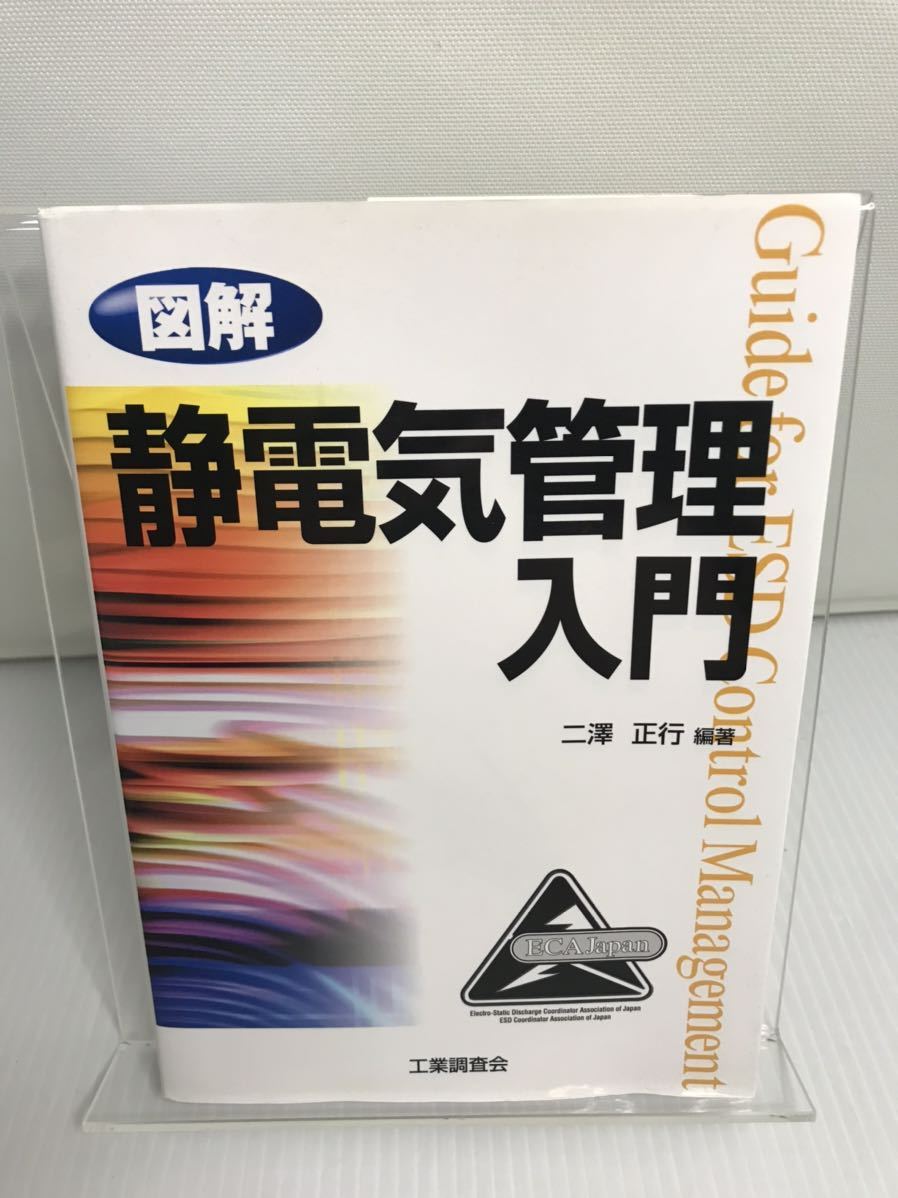 図解
静電気管理
入門
Guide for ESD Control Management
二澤 正行 編著
ECA Japan
Electro-Static Discharge Coordinator Association of Japan
ESD Coordinator Association of Japan
工業調査会